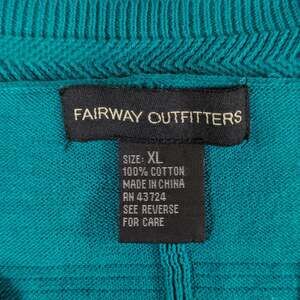 FAIRWAY OUTFITTERS
SIZE: XL
100% COTTON
MADE IN CHINA
RN 43724
SEE REVERSE
FOR CARE